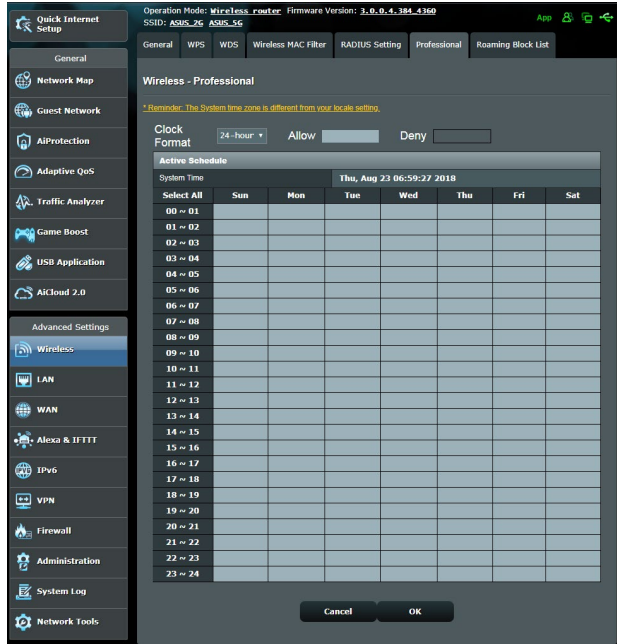 Quick Internet
Setup
General
Network Map
Guest Network
AiProtection
Adaptive QoS
Traffic Analyzer
Game Boost
USB Application
AiCloud 2.0
Advanced Settings
Wireless
LAN
WAN
Alexa & IFTTT
IPv6
VPN
Firewall
Administration
System Log
Network Tools
Operation Mode: Wireless router Firmware Version: 3.0.0.4.384_4360
SSID: ASUS_2G ASUS_5G
App
General WPS WDS Wireless MAC Filter RADIUS Setting Professional Roaming Block List
Wireless - Professional
* Reminder: The System time zone is different from your locale setting.
Clock
Format
24-hour Allow Deny
Active Schedule
System Time Thu, Aug 23 06:59:27 2018
Select All Sun Mon Tue Wed Thu Fri Sat
00 ~ 01
01 ~ 02
02 ~ 03
03 ~ 04
04 ~ 05
05 ~ 06
06 ~ 07
07 ~ 08
08 ~ 09
09 ~ 10
10 ~ 11
11 ~ 12
12 ~ 13
13 ~ 14
14 ~ 15
15 ~ 16
16 ~ 17
17 ~ 18
18 ~ 19
19 ~ 20
20 ~ 21
21 ~ 22
22 ~ 23
23 ~ 24
Cancel OK